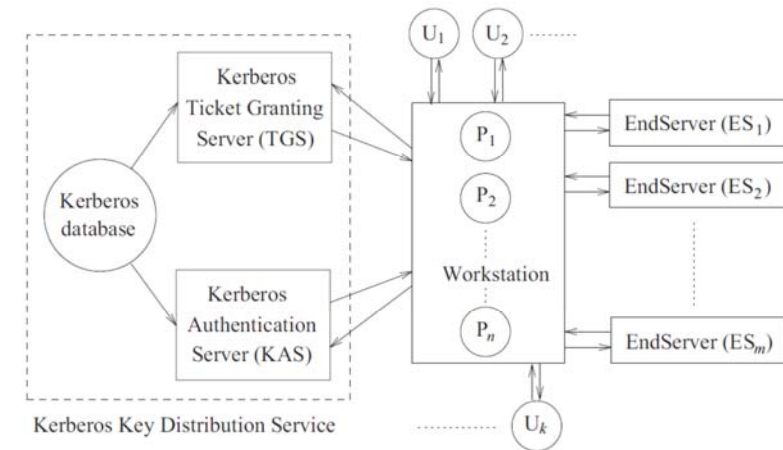 U1
U2
Kerberos
Ticket Granting
Server (TGS)
P1
EndServer (ES1)
P2
EndServer (ES2)
Kerberos
database
Workstation
Kerberos
Authentication
Server (KAS)
Pn
EndServer (ESm)
Kerberos Key Distribution Service
Uk